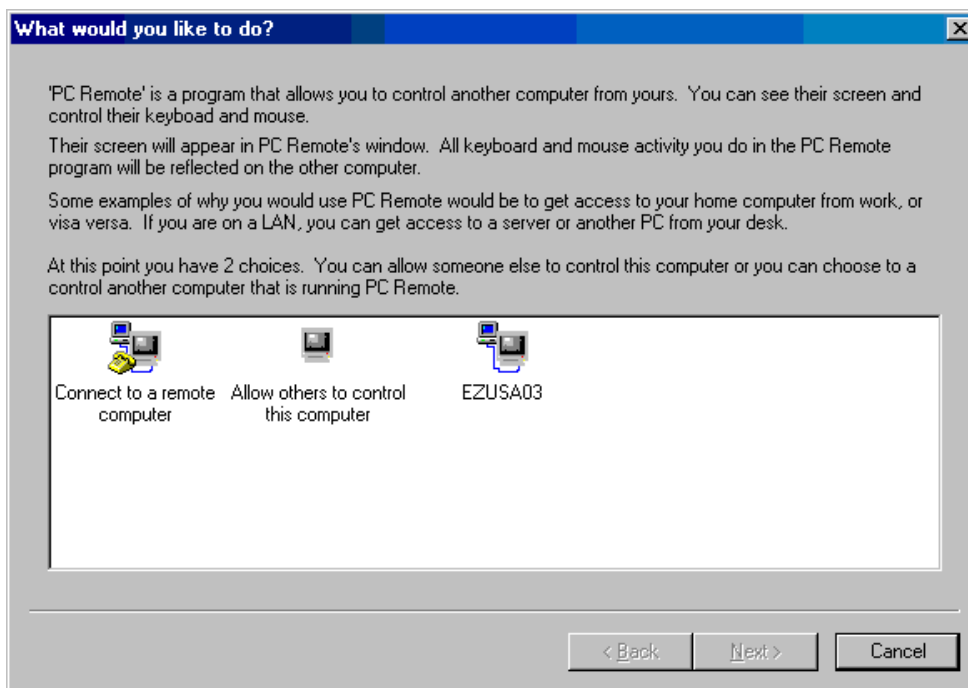 What would you like to do?
'PC Remote' is a program that allows you to control another computer from yours.  You can see their screen and
control their keyboad and mouse.
Their screen will appear in PC Remote's window.  All keyboard and mouse activity you do in the PC Remote
program will be reflected on the other computer.
Some examples of why you would use PC Remote would be to get access to your home computer from work, or
visa versa.  If you are on a LAN, you can get access to a server or another PC from your desk.
At this point you have 2 choices.  You can allow someone else to control this computer or you can choose to a
control another computer that is running PC Remote.
Connect to a remote
computer
Allow others to control
this computer
EZUSA03
< Back
Next >
Cancel